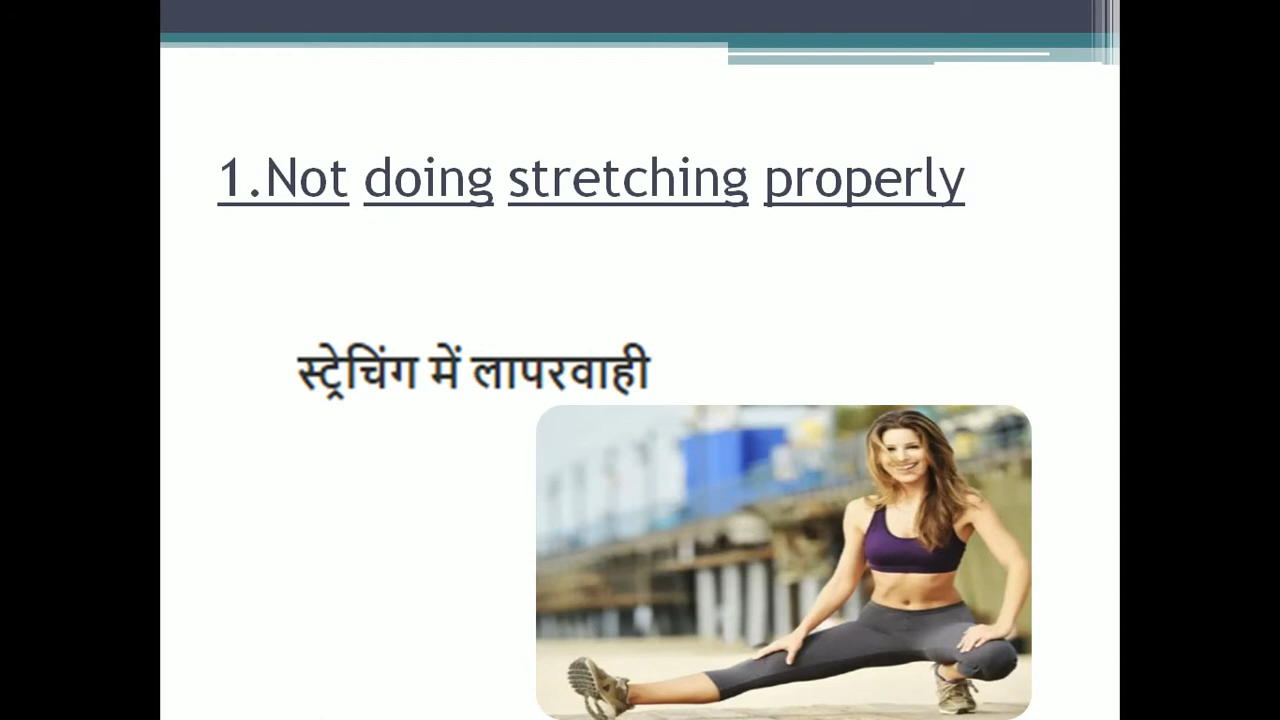 1.Not doing stretching properly
स्ट्रेचिंग में लापरवाही